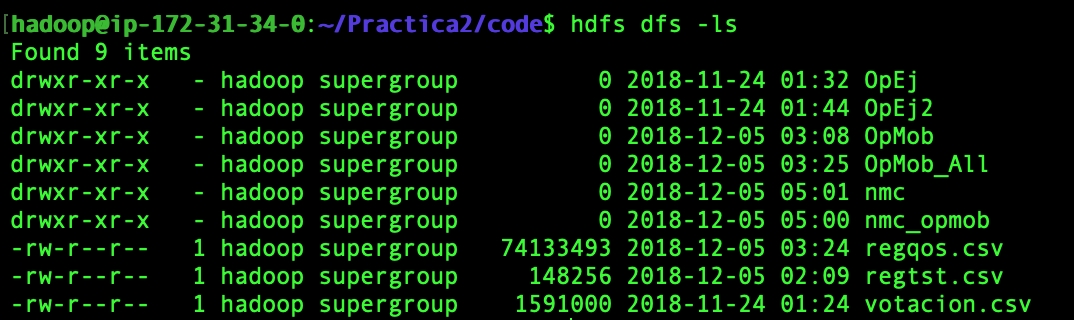 [hadoop@ip-172-31-34-0:~/Practica2/code$ hdfs dfs -ls
Found 9 items
drwxr-xr-x   - hadoop supergroup          0 2018-11-24 01:32 OpEj
drwxr-xr-x   - hadoop supergroup          0 2018-11-24 01:44 OpEj2
drwxr-xr-x   - hadoop supergroup          0 2018-12-05 03:08 OpMob
drwxr-xr-x   - hadoop supergroup          0 2018-12-05 03:25 OpMob_All
drwxr-xr-x   - hadoop supergroup          0 2018-12-05 05:01 nmc
drwxr-xr-x   - hadoop supergroup          0 2018-12-05 05:00 nmc_opmob
-rw-r--r--   1 hadoop supergroup   74133493 2018-12-05 03:24 regqos.csv
-rw-r--r--   1 hadoop supergroup     148256 2018-12-05 02:09 regtst.csv
-rw-r--r--   1 hadoop supergroup    1591000 2018-11-24 01:24 votacion.csv